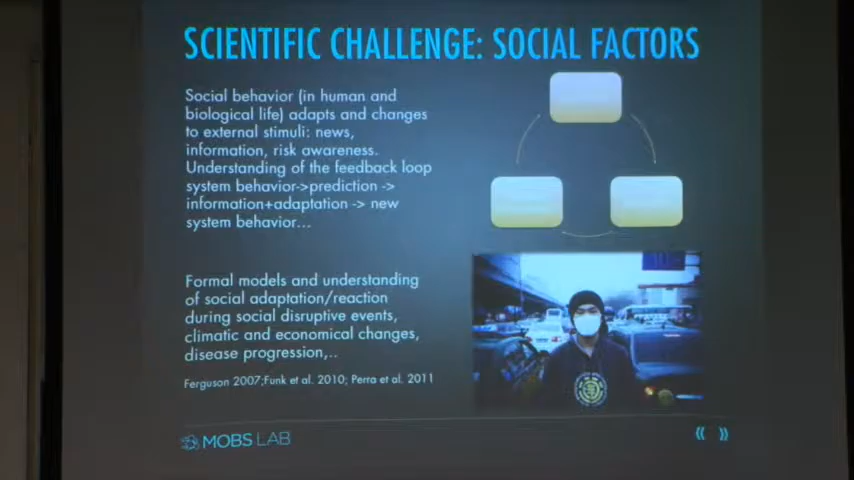 SCIENTIFIC CHALLENGE: SOCIAL FACTORS
Social behavior (in human and
biological life) adapts and changes
to external stimuli: news,
information, risk awareness.
Understanding of the feedback loop
system behavior->prediction ->
information+adaptation -> new
system behavior...
Formal models and understanding
of social adaptation/reaction
during social disruptive events,
climatic and economical changes,
disease progression,..
Ferguson 2007;Funk et al. 2010; Perra et al. 2011
MOBS LAB